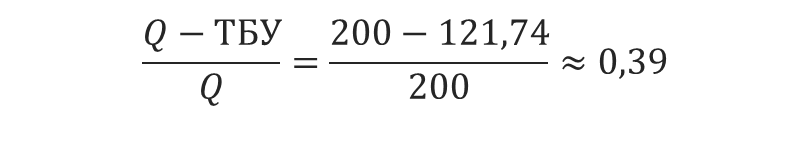 Q − ТБУ / Q = 200 − 121,74 / 200 ≈ 0,39